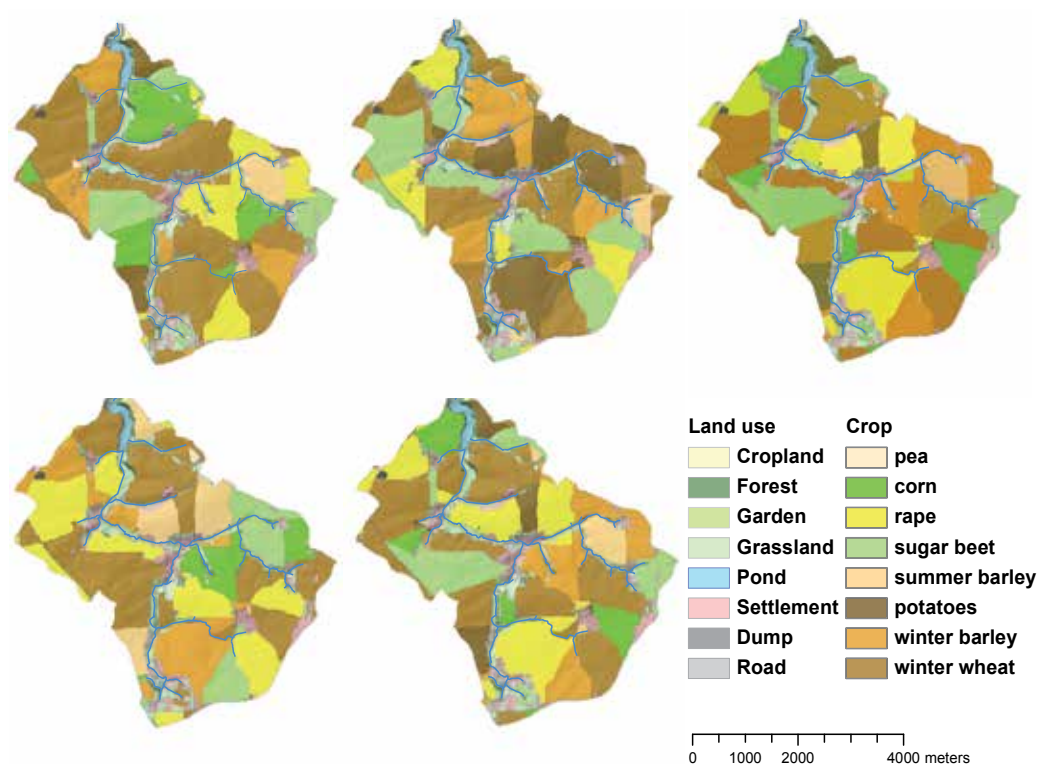 Land use Crop
Cropland pea
Forest corn
Garden rape
Grassland sugar beet
Pond summer barley
Settlement potatoes
Dump winter barley
Road winter wheat
0 1000 2000 4000 meters